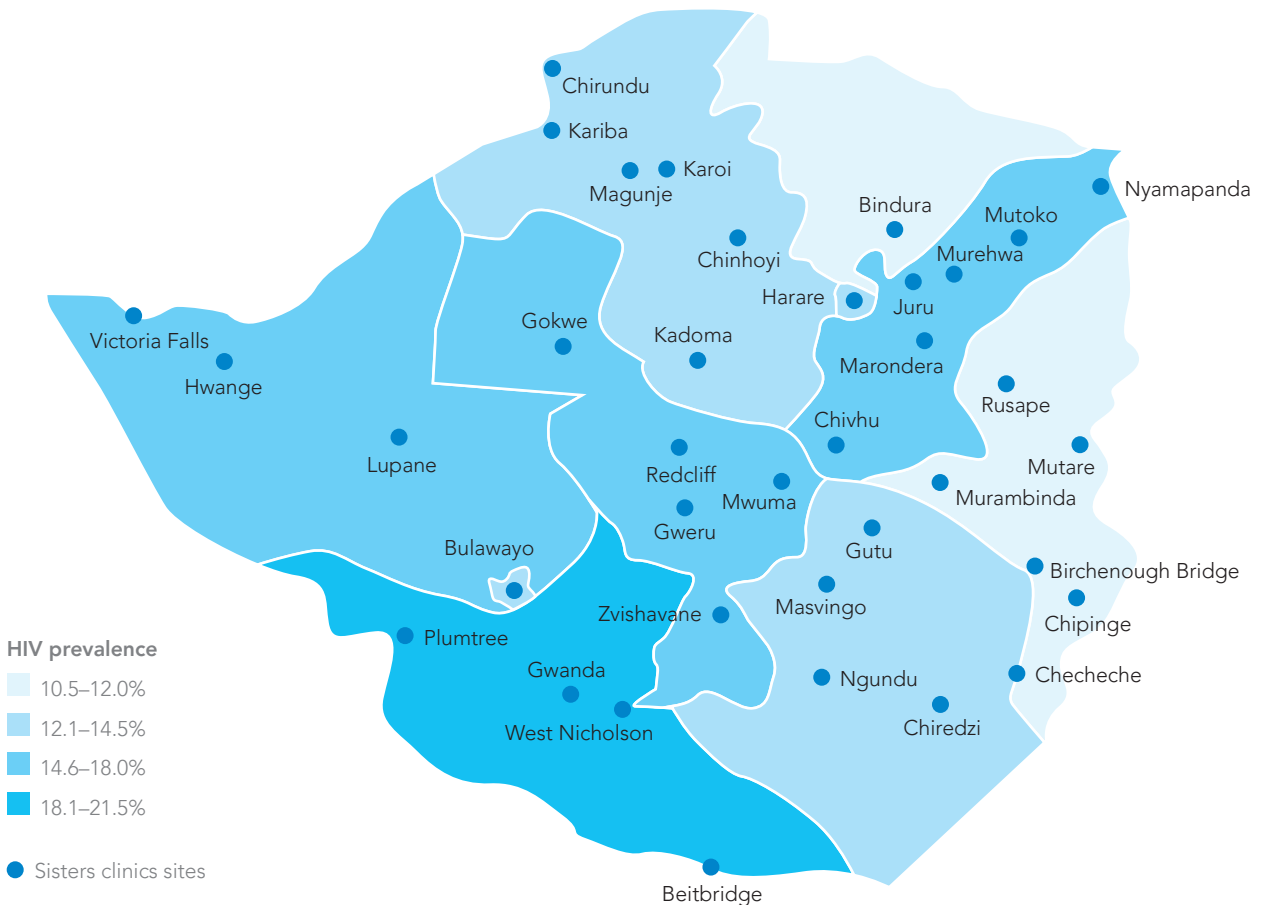 Chirundu
Kariba
Karoi
Magunje
Nyamapanda
Bindura
Mutoko
Chinhoyi
Murehwa
Harare
Juru
Victoria Falls
Gokwe
Kadoma
Hwange
Marondera
Rusape
Chivhu
Lupane
Redcliff
Mutare
Mwuma
Murambinda
Gweru
Bulawayo
Gutu
Birchenough Bridge
Masvingo
Zvishavane
Chipinge
Plumtree
Gwanda
Ngundu
Checheche
West Nicholson
Chiredzi
Beitbridge
HIV prevalence
10.5–12.0%
12.1–14.5%
14.6–18.0%
18.1–21.5%
Sisters clinics sites